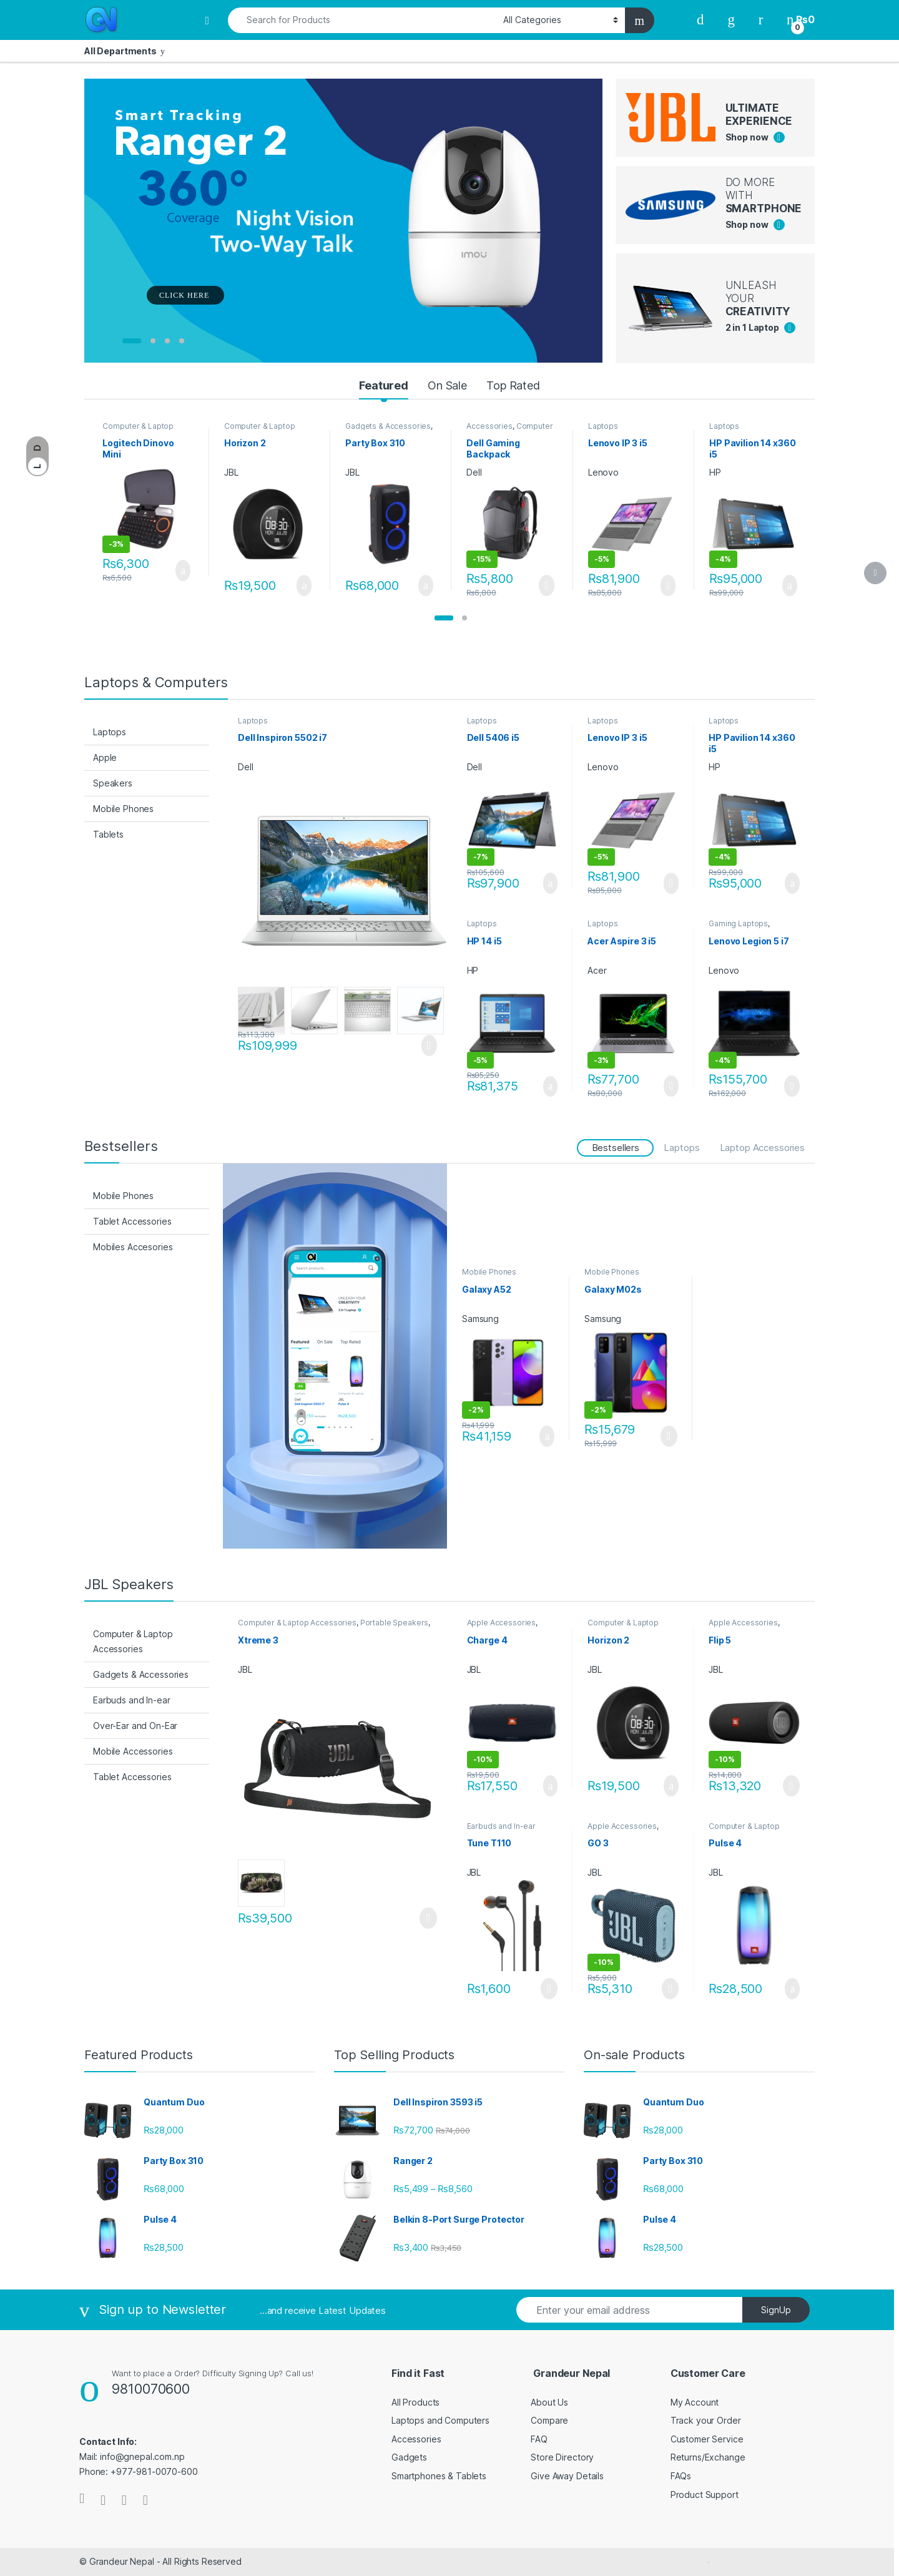 Search for Products
All Categories
m
d g r n ₨0
0
All Departments v
Smart Tracking
Ranger 2
360°
Coverage
Night Vision
Two-Way Talk
CLICK HERE
imou
JBL
ULTIMATE
EXPERIENCE
Shop now
SAMSUNG
DO MORE
WITH
SMARTPHONE
Shop now
UNLEASH
YOUR
CREATIVITY
2 in 1 Laptop
Featured On Sale Top Rated
D
L
Computer & Laptop
Logitech Dinovo
Mini
-3%
₨6,300
₨6,500
Computer & Laptop
Horizon 2
JBL
₨19,500
Gadgets & Accessories,
Party Box 310
JBL
₨68,000
Accessories, Computer
Dell Gaming
Backpack
Dell
-15%
₨5,800
₨6,800
Laptops
Lenovo IP 3 i5
Lenovo
-5%
₨81,900
₨85,800
Laptops
HP Pavilion 14 x360
i5
HP
-4%
₨95,000
₨99,000
Laptops & Computers
Laptops
Apple
Speakers
Mobile Phones
Tablets
Laptops
Dell Inspiron 5502 i7
Dell
₨113,300
₨109,999
Laptops
Dell 5406 i5
Dell
-7%
₨105,600
₨97,900
Laptops
Lenovo IP 3 i5
Lenovo
-5%
₨81,900
₨85,800
Laptops
HP Pavilion 14 x360
i5
HP
-4%
₨99,000
₨95,000
Laptops
HP 14 i5
HP
-5%
₨85,250
₨81,375
Laptops
Acer Aspire 3 i5
Acer
-3%
₨77,700
₨80,000
Gaming Laptops,
Lenovo Legion 5 i7
Lenovo
-4%
₨155,700
₨162,000
Bestsellers
Bestsellers Laptops Laptop Accessories
Mobile Phones
Tablet Accessories
Mobiles Accesories
Search products
UNLEASH YOUR
CREATIVITY
Featured On Sale Top Rated
Mobile Phones
Galaxy A52
Samsung
-2%
₨41,999
₨41,159
Mobile Phones
Galaxy M02s
Samsung
-2%
₨15,679
₨15,999
JBL Speakers
Computer & Laptop
Accessories
Gadgets & Accessories
Earbuds and In-ear
Over-Ear and On-Ear
Mobile Accessories
Tablet Accessories
Computer & Laptop Accessories, Portable Speakers,
Xtreme 3
JBL
JBL
₨39,500
Apple Accessories,
Charge 4
JBL
-10%
₨19,500
₨17,550
Computer & Laptop
Horizon 2
JBL
₨19,500
Apple Accessories,
Flip 5
JBL
-10%
₨14,800
₨13,320
Earbuds and In-ear
Tune T110
JBL
₨1,600
Apple Accessories,
GO 3
JBL
JBL
-10%
₨5,900
₨5,310
Computer & Laptop
Pulse 4
JBL
₨28,500
Featured Products
Quantum Duo
₨28,000
Party Box 310
₨68,000
Pulse 4
₨28,500
Top Selling Products
Dell Inspiron 3593 i5
₨72,700 ₨74,000
Ranger 2
₨5,499 – ₨8,560
Belkin 8-Port Surge Protector
₨3,400 ₨3,450
On-sale Products
Quantum Duo
₨28,000
Party Box 310
₨68,000
Pulse 4
₨28,500
v Sign up to Newsletter
...and receive Latest Updates
Enter your email address
SignUp
Want to place a Order? Difficulty Signing Up? Call us!
9810070600
Contact Info:
Mail: info@gnepal.com.np
Phone: +977-981-0070-600
Find it Fast
All Products
Laptops and Computers
Accessories
Gadgets
Smartphones & Tablets
Grandeur Nepal
About Us
Compare
FAQ
Store Directory
Give Away Details
Customer Care
My Account
Track your Order
Customer Service
Returns/Exchange
FAQs
Product Support
© Grandeur Nepal - All Rights Reserved